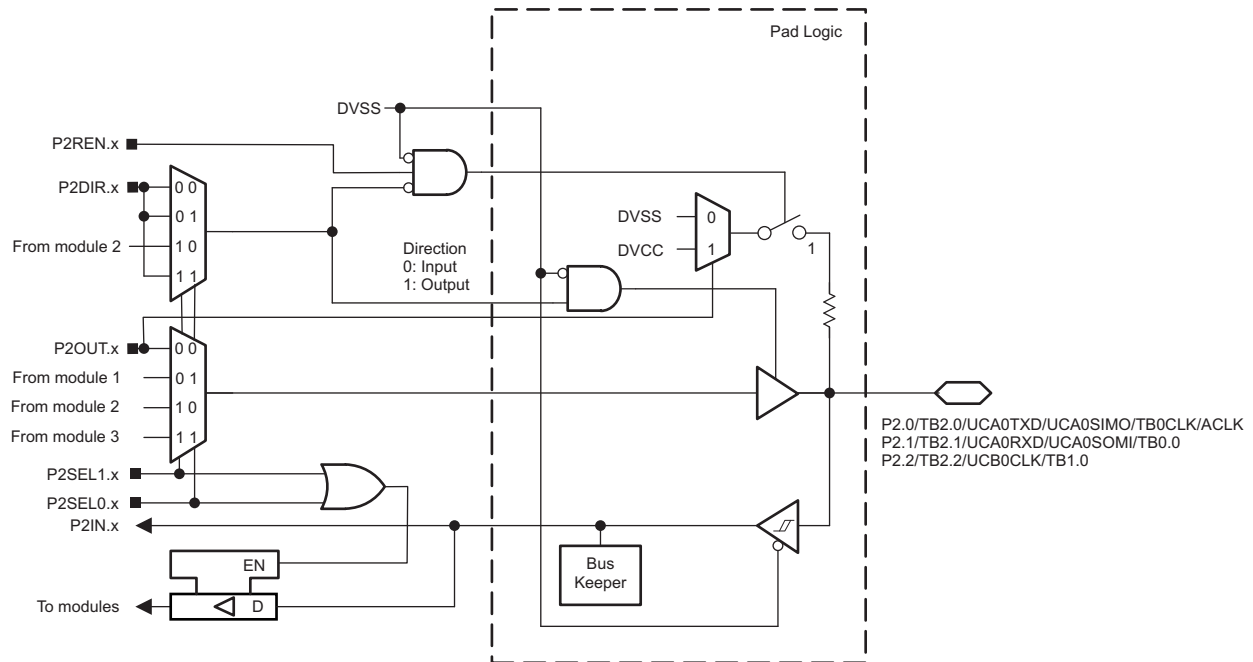 Pad Logic
DVSS
P2REN.x
P2DIR.x
0 0
0 1
From module 2
1 0
1 1
Direction
0: Input
1: Output
DVSS
0
DVCC
1
1
P2OUT.x
0 0
From module 1
0 1
From module 2
1 0
From module 3
1 1
P2.0/TB2.0/UCA0TXD/UCA0SIMO/TB0CLK/ACLK
P2.1/TB2.1/UCA0RXD/UCA0SOMI/TB0.0
P2.2/TB2.2/UCB0CLK/TB1.0
P2SEL1.x
P2SEL0.x
P2IN.x
Bus
Keeper
EN
To modules
D